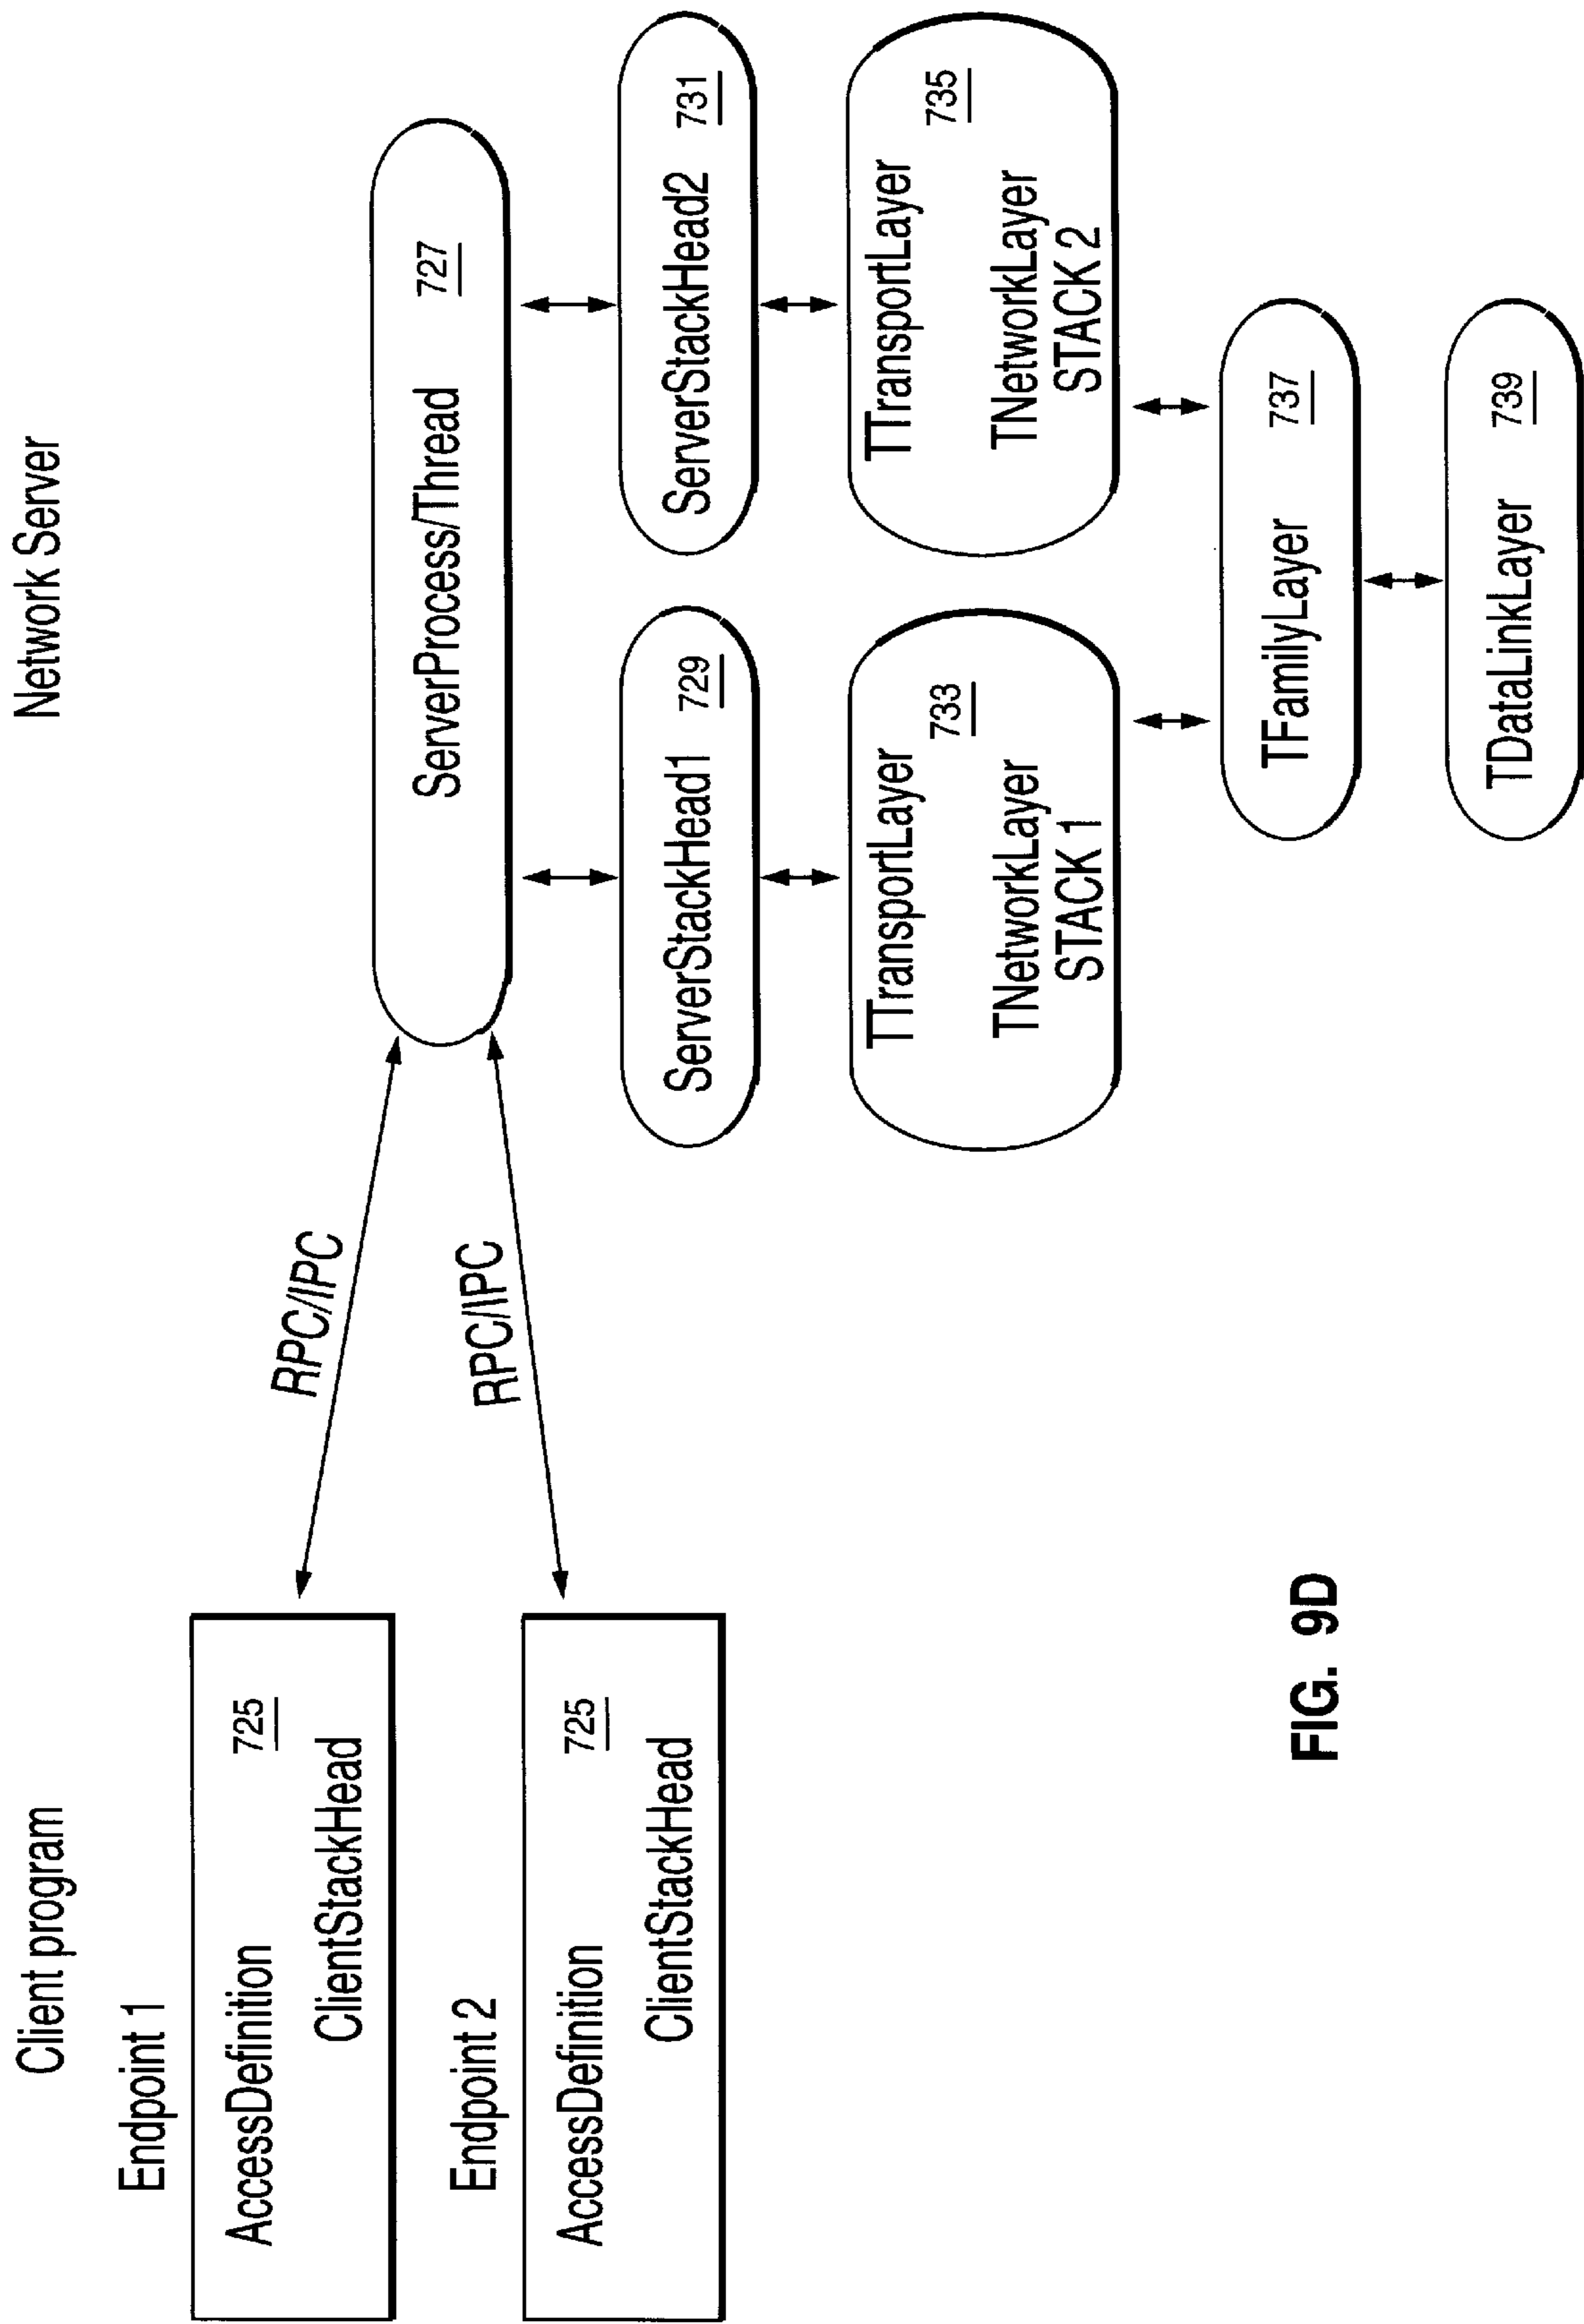 Client program
Network Server
Endpoint 1
AccessDefinition
725
ClientStackHead
Endpoint 2
AccessDefinition
725
ClientStackHead
RPC/IPC
RPC/IPC
ServerProcess/Thread
727
ServerStackHead1
729
ServerStackHead2
731
TTransportLayer
733
TNetworkLayer
STACK 1
TTransportLayer
735
TNetworkLayer
STACK 2
TFamilyLayer
737
TDataLinkLayer
739
FIG. 9D